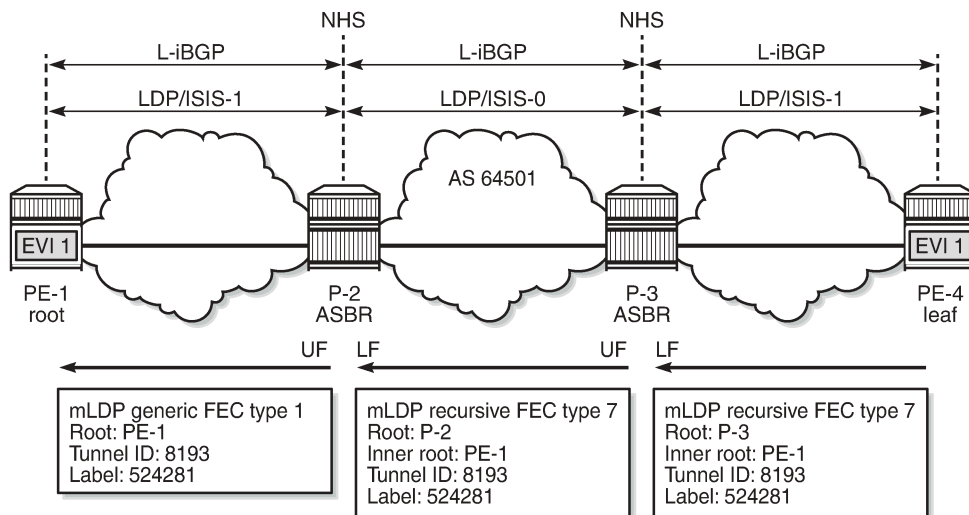 NHS
NHS
L-iBGP
L-iBGP
L-iBGP
LDP/ISIS-1
LDP/ISIS-0
LDP/ISIS-1
AS 64501
EVI 1
EVI 1
PE-1
root
P-2
ASBR
P-3
ASBR
PE-4
leaf
UF
LF
UF
LF
mLDP generic FEC type 1
Root: PE-1
Tunnel ID: 8193
Label: 524281
mLDP recursive FEC type 7
Root: P-2
Inner root: PE-1
Tunnel ID: 8193
Label: 524281
mLDP recursive FEC type 7
Root: P-3
Inner root: PE-1
Tunnel ID: 8193
Label: 524281